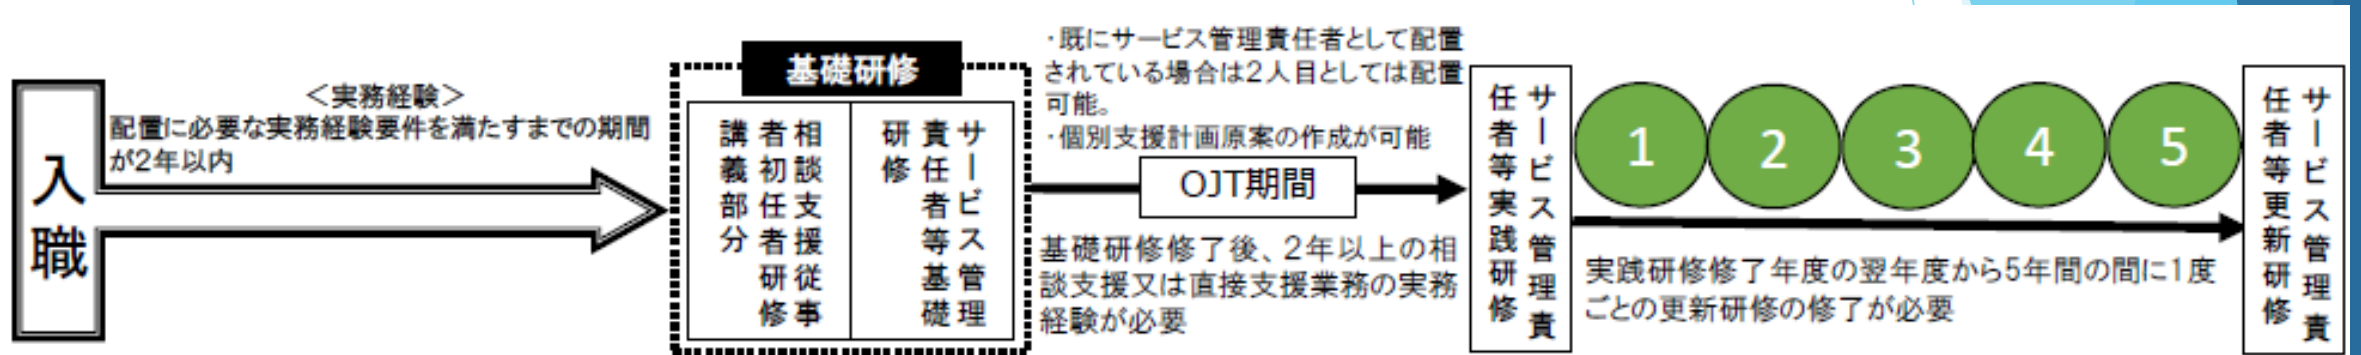 入職
＜実務経験＞
配置に必要な実務経験要件を満たすまでの期間
が2年以内
基礎研修
相談支援従事
者初任者研修
講義部分
サービス管理
責任者等基礎
研修
・既にサービス管理責任者として配置
されている場合は2人目としては配置
可能。
・個別支援計画原案の作成が可能
OJT期間
基礎研修修了後、2年以上の相
談支援又は直接支援業務の実務
経験が必要
サービス管理責
任者等実践研修
1
2
3
4
5
実践研修修了年度の翌年度から5年間の間に1度
ごとの更新研修の修了が必要
サービス管理責
任者等更新研修